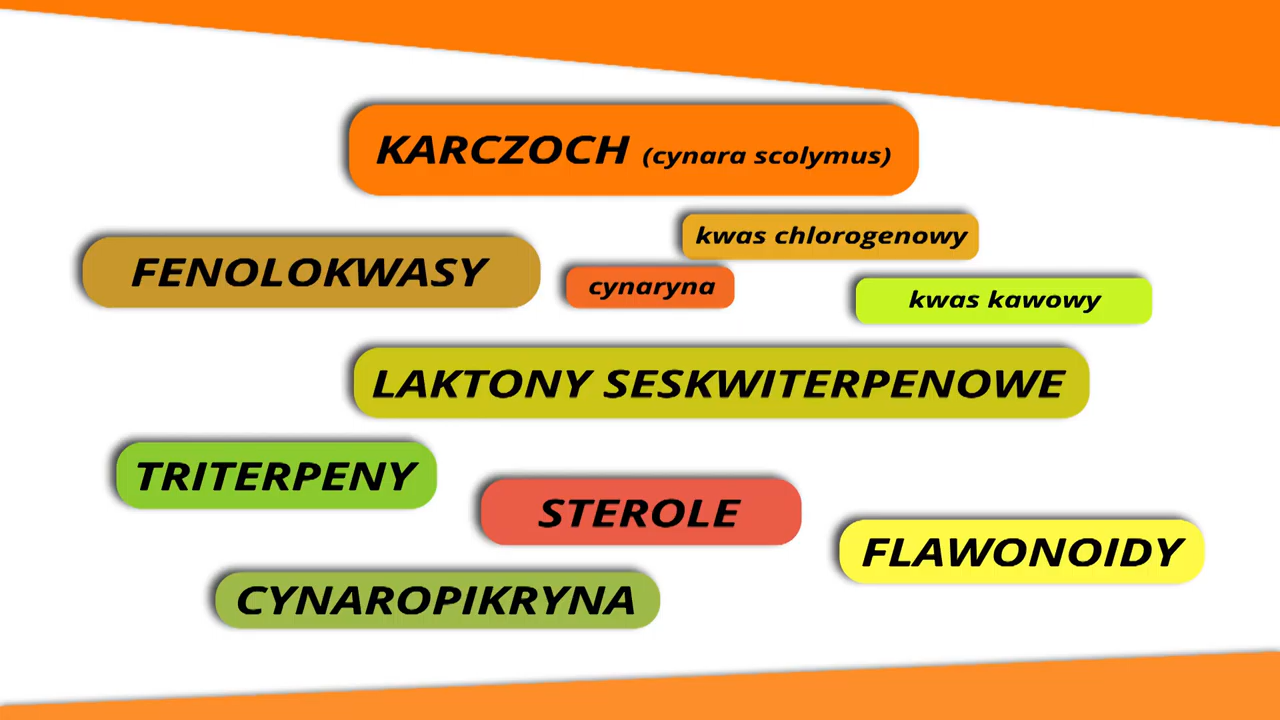 KARCZOCH (cynara scolymus)
kwas chlorogenowy
FENOLOKWASY
cynaryna
kwas kawowy
LAKTONY SESKWITERPENOWE
TRITERPENY
STEROLE
FLAWONOIDY
CYNAROPIKRYNA